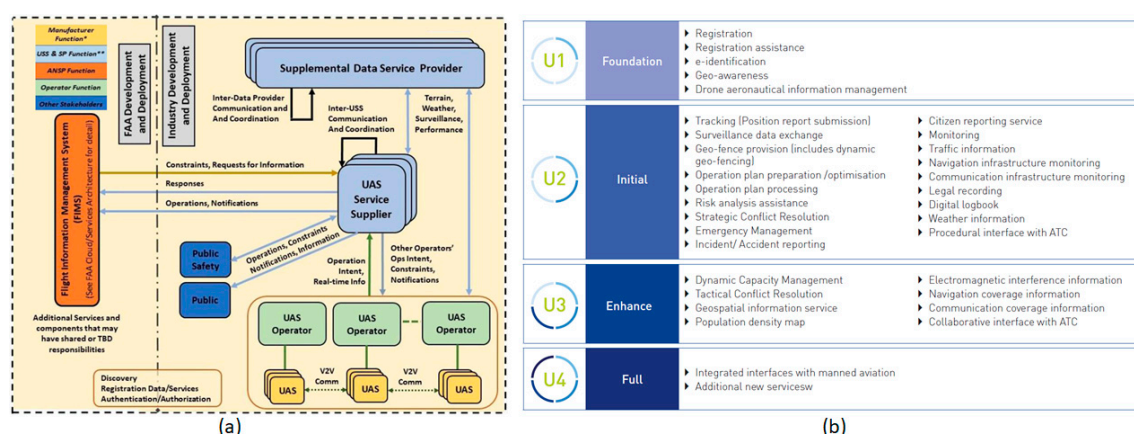 Manufacturer
Function*
USS & SP Function**
ANSP Function
Operator Function
Other Stakeholders
FAA Development
and Deployment
Industry Development
and Deployment
Supplemental Data Service Provider
Inter-Data Provider
Communication and
And Coordination
Inter-USS
Communication
And Coordination
Terrain,
Weather,
Surveillance,
Performance
Flight Information Management System
(FIMS)
(See FAA Cloud/Services Architecture for detail)
Constraints, Requests for Information
Responses
Operations, Notifications
UAS
Service
Supplier
Public
Safety
Public
Operations, Constraints
Notifications, Information
Operation
Intent,
Real-time Info
Other Operators'
Ops Intent,
Constraints,
Notifications
Additional Services and
components that may
have shared or TBD
responsibilities
UAS
Operator
UAS
Operator
UAS
Operator
V2V
Comm
V2V
Comm
UAS
UAS
UAS
Discovery
Registration Data/Services
Authentication/Authorization
(a)
U1
Foundation
Registration
Registration assistance
e-identification
Geo-awareness
Drone aeronautical information management
U2
Initial
Tracking (Position report submission)
Surveillance data exchange
Geo-fence provision (includes dynamic
geo-fencing)
Operation plan preparation /optimisation
Operation plan processing
Risk analysis assistance
Strategic Conflict Resolution
Emergency Management
Incident/ Accident reporting
Citizen reporting service
Monitoring
Traffic information
Navigation infrastructure monitoring
Communication infrastructure monitoring
Legal recording
Digital logbook
Weather information
Procedural interface with ATC
U3
Enhance
Dynamic Capacity Management
Tactical Conflict Resolution
Geospatial information service
Population density map
Electromagnetic interference information
Navigation coverage information
Communication coverage information
Collaborative interface with ATC
U4
Full
Integrated interfaces with manned aviation
Additional new servicesw
(b)